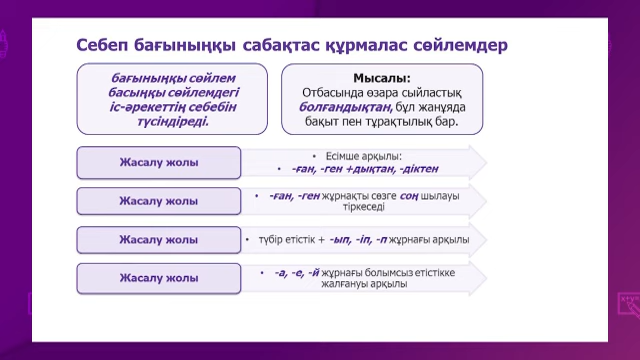 Себеп бағыныңқы сабақтас құрмалас сөйлемдер
бағыныңқы сөйлем
басыңқы сөйлемдегі
іс-әрекеттің себебін
түсіндіреді.
Мысалы:
Отбасында өзара сыйластық
болғандықтан, бұл жанұяда
бақыт пен тұрақтылық бар.
Жасалу жолы
• Есімше арқылы:
• -ған, -ген +дықтан, -діктен
Жасалу жолы
• -ған, -ген жұрнақты сөзге соң шылауы
тіркеседі
Жасалу жолы
• түбір етістік + -ып, -іп, -п жұрнағы арқылы
Жасалу жолы
• -а, -е, -й жұрнағы болымсыз етістікке
жалғануы арқылы